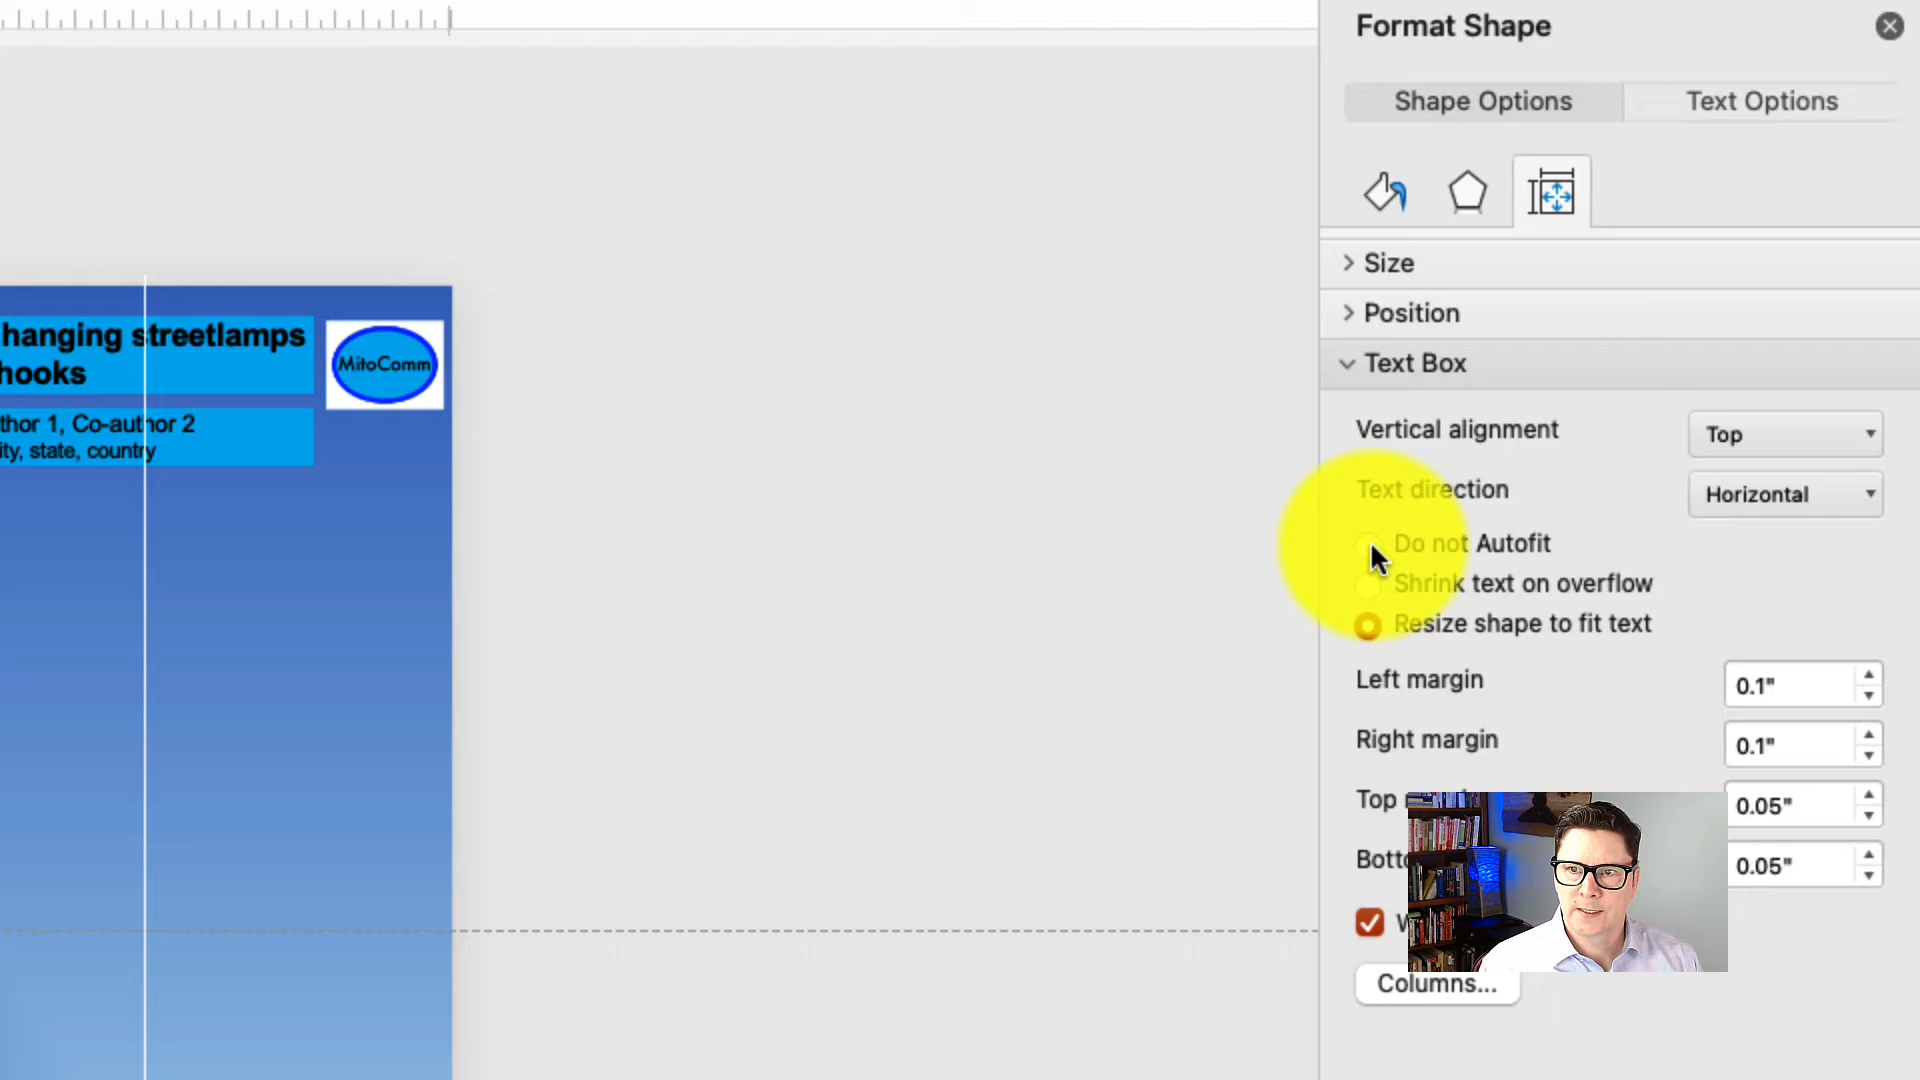 Format Shape
Shape Options
Text Options
Size
Position
Text Box
Vertical alignment
Top
Text direction
Horizontal
Do not Autofit
Shrink text on overflow
Resize shape to fit text
Left margin
0.1"
Right margin
0.1"
Top
0.05"
0.05"
Columns...
hanging streetlamps
hooks
thor 1, Co-author 2
ity, state, country
MitoComm